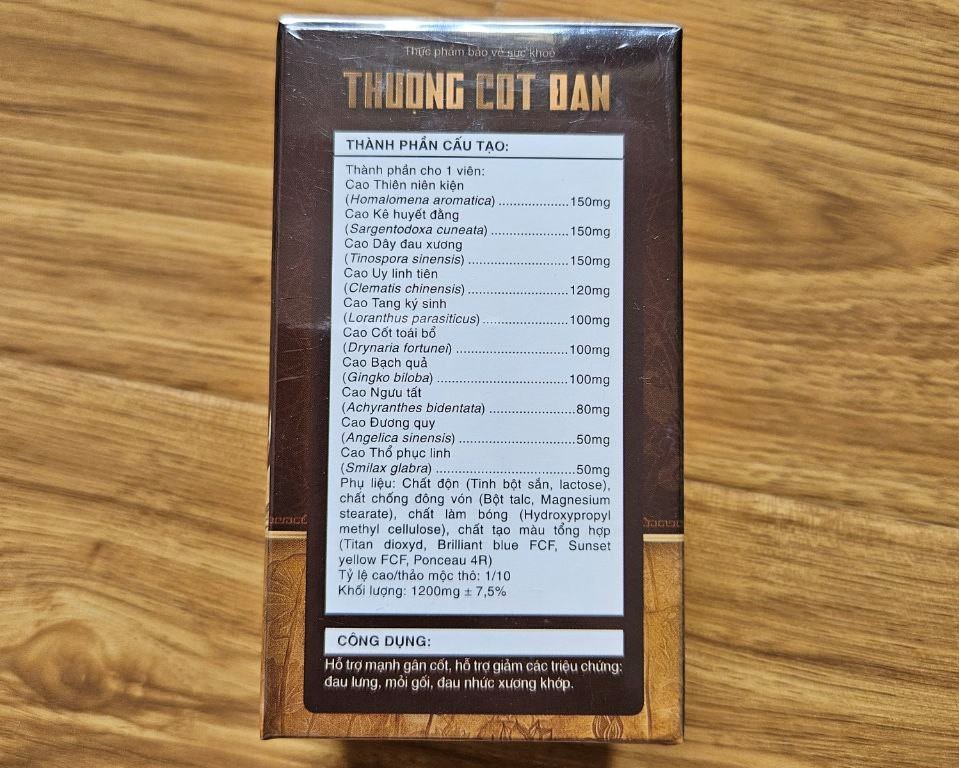 Thực phẩm bảo vệ sức khoẻ
THUỢNG CỐT ĐAN
THÀNH PHẦN CẤU TẠO:
Thành phần cho 1 viên:
Cao Thiên niên kiện
(Homalomena aromatica) ...................150mg
Cao Kê huyết đằng
(Sargentodoxa cuneata) .....................150mg
Cao Dây đau xương
(Tinospora sinensis) ............................150mg
Cao Uy linh tiên
(Clematis chinensis) ............................120mg
Cao Tang ký sinh
(Loranthus parasiticus) .......................100mg
Cao Cốt toái bổ
(Drynaria fortunei) ..............................100mg
Cao Bạch quả
(Gingko biloba) ...................................100mg
Cao Ngưu tất
(Achyranthes bidentata) ........................80mg
Cao Đương quy
(Angelica sinensis) ...............................50mg
Cao Thổ phục linh
(Smilax glabra) ......................................50mg
Phụ liệu: Chất độn (Tinh bột sắn, lactose),
chất chống đông vón (Bột talc, Magnesium
stearate), chất làm bóng (Hydroxypropyl
methyl cellulose), chất tạo màu tổng hợp
(Titan dioxyd, Brilliant blue FCF, Sunset
yellow FCF, Ponceau 4R)
Tỷ lệ cao/thảo mộc thô: 1/10
Khối lượng: 1200mg ± 7,5%
CÔNG DỤNG:
Hỗ trợ mạnh gân cốt, hỗ trợ giảm các triệu chứng:
đau lưng, mỏi gối, đau nhức xương khớp.